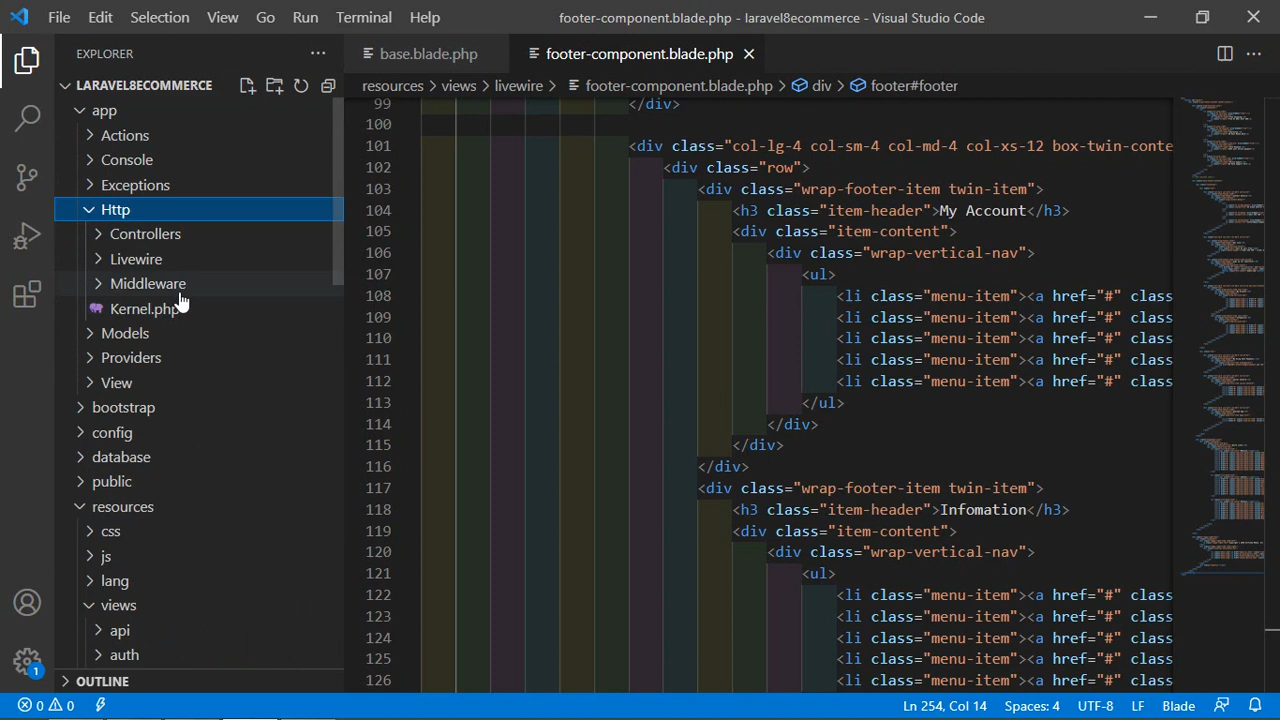 File Edit Selection View Go Run Terminal Help footer-component.blade.php - laravel8ecommerce - Visual Studio Code
EXPLORER
base.blade.php footer-component.blade.php
LARAVEL8ECOMMERCE
resources > views > livewire > footer-component.blade.php > div > footer#footer
app
Actions
Console
Exceptions
Http
Controllers
Livewire
Middleware
Kernel.php
Models
Providers
View
bootstrap
config
database
public
resources
css
js
lang
views
api
auth
OUTLINE
99 </div>
100
101 <div class="col-lg-4 col-sm-4 col-md-4 col-xs-12 box-twin-conte
102 <div class="row">
103 <div class="wrap-footer-item twin-item">
104 <h3 class="item-header">My Account</h3>
105 <div class="item-content">
106 <div class="wrap-vertical-nav">
107 <ul>
108 <li class="menu-item"><a href="#" class
109 <li class="menu-item"><a href="#" class
110 <li class="menu-item"><a href="#" class
111 <li class="menu-item"><a href="#" class
112 <li class="menu-item"><a href="#" class
113 </ul>
114 </div>
115 </div>
116 </div>
117 <div class="wrap-footer-item twin-item">
118 <h3 class="item-header">Infomation</h3>
119 <div class="item-content">
120 <div class="wrap-vertical-nav">
121 <ul>
122 <li class="menu-item"><a href="#" class
123 <li class="menu-item"><a href="#" class
124 <li class="menu-item"><a href="#" class
125 <li class="menu-item"><a href="#" class
126 <li class="menu-item"><a href="#" class
1
0 0 Ln 254, Col 14 Spaces: 4 UTF-8 LF Blade